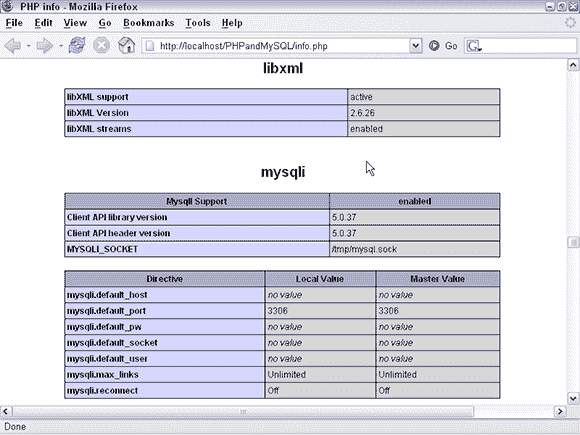 PHP info - Mozilla Firefox
File Edit View Go Bookmarks Tools Help
http://localhost/PHPandMySQL/info.php Go
libxml
libXML support active
libXML Version 2.6.26
libXML streams enabled
mysqli
MysqlI Support enabled
Client API library version 5.0.37
Client API header version 5.0.37
MYSQLI_SOCKET /tmp/mysql.sock
Directive Local Value Master Value
mysqli.default_host no value no value
mysqli.default_port 3306 3306
mysqli.default_pw no value no value
mysqli.default_socket no value no value
mysqli.default_user no value no value
mysqli.max_links Unlimited Unlimited
mysqli.reconnect Off Off
Done